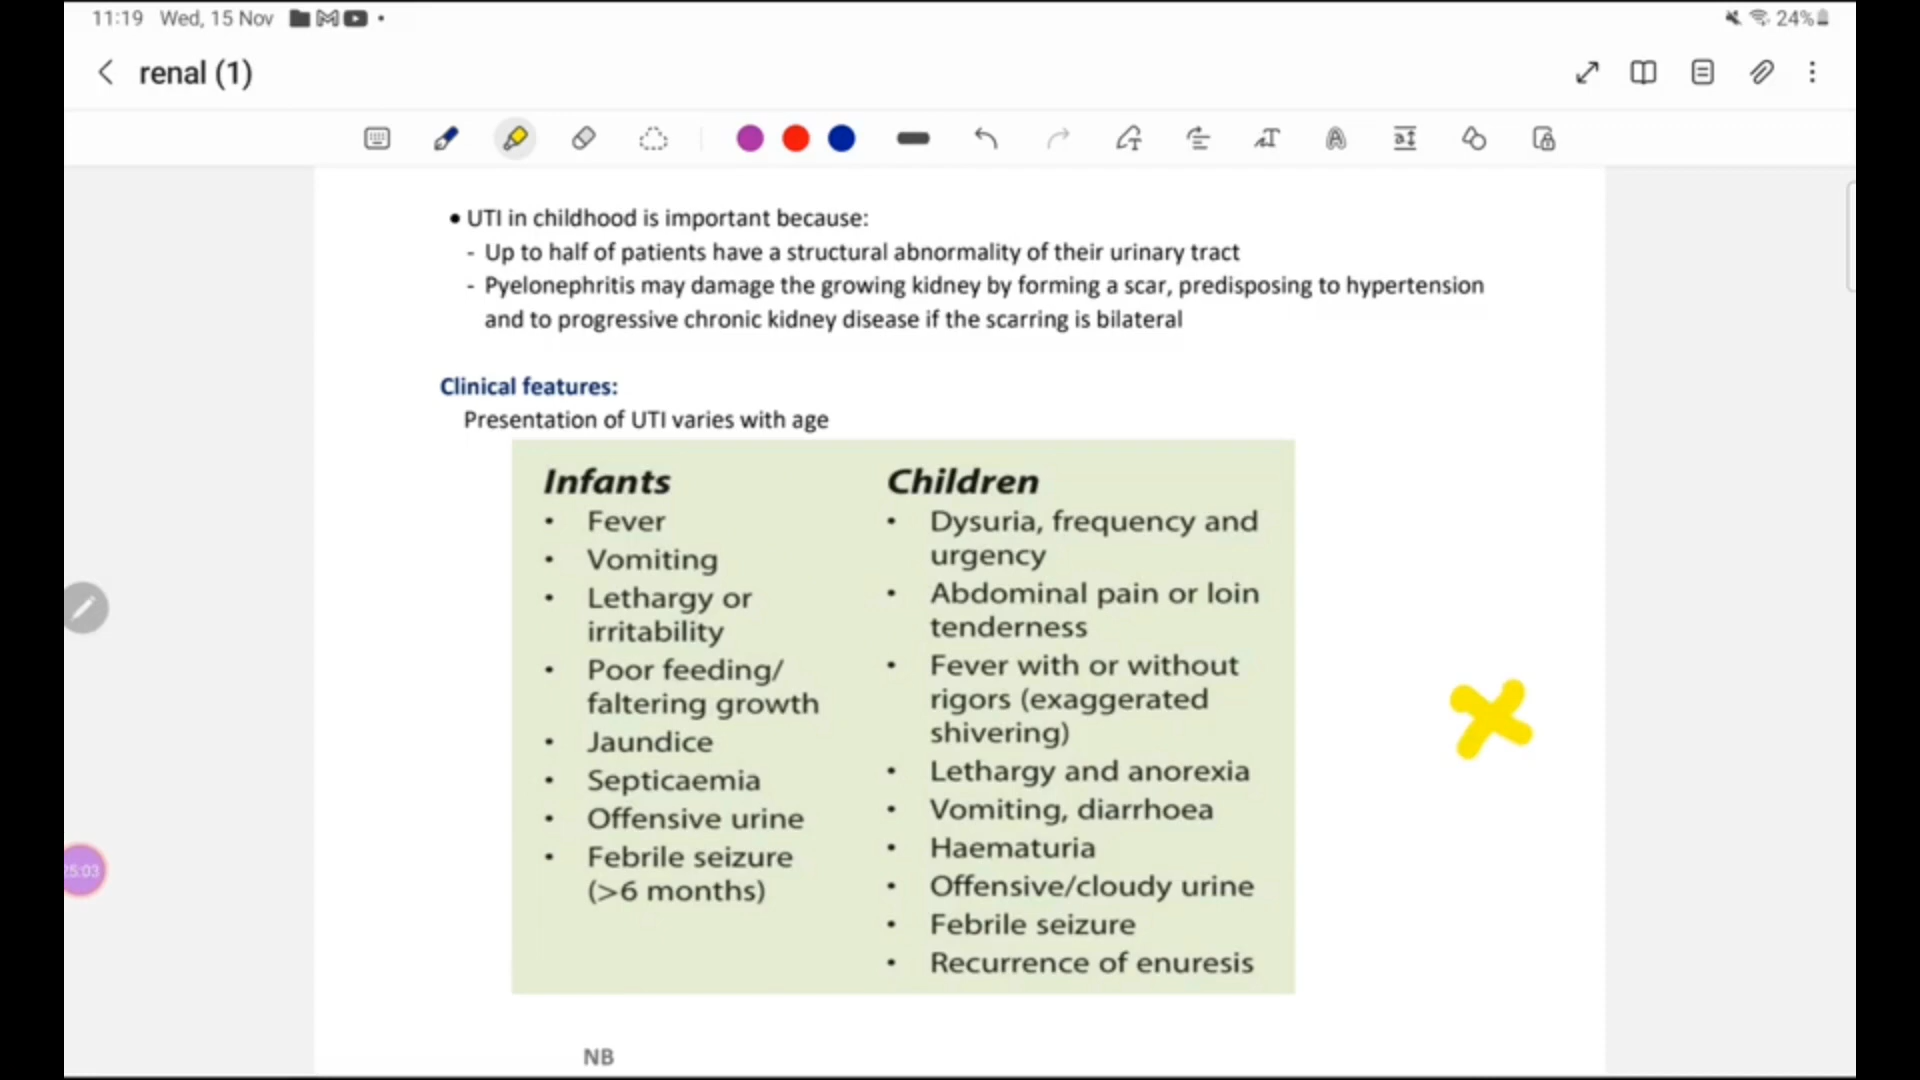 11:19 Wed, 15 Nov
24%
renal (1)
• UTI in childhood is important because:
- Up to half of patients have a structural abnormality of their urinary tract
- Pyelonephritis may damage the growing kidney by forming a scar, predisposing to hypertension
and to progressive chronic kidney disease if the scarring is bilateral
Clinical features:
Presentation of UTI varies with age
Infants
• Fever
• Vomiting
• Lethargy or
irritability
• Poor feeding/
faltering growth
• Jaundice
• Septicaemia
• Offensive urine
• Febrile seizure
(>6 months)
Children
• Dysuria, frequency and
urgency
• Abdominal pain or loin
tenderness
• Fever with or without
rigors (exaggerated
shivering)
• Lethargy and anorexia
• Vomiting, diarrhoea
• Haematuria
• Offensive/cloudy urine
• Febrile seizure
• Recurrence of enuresis
25:03
NB